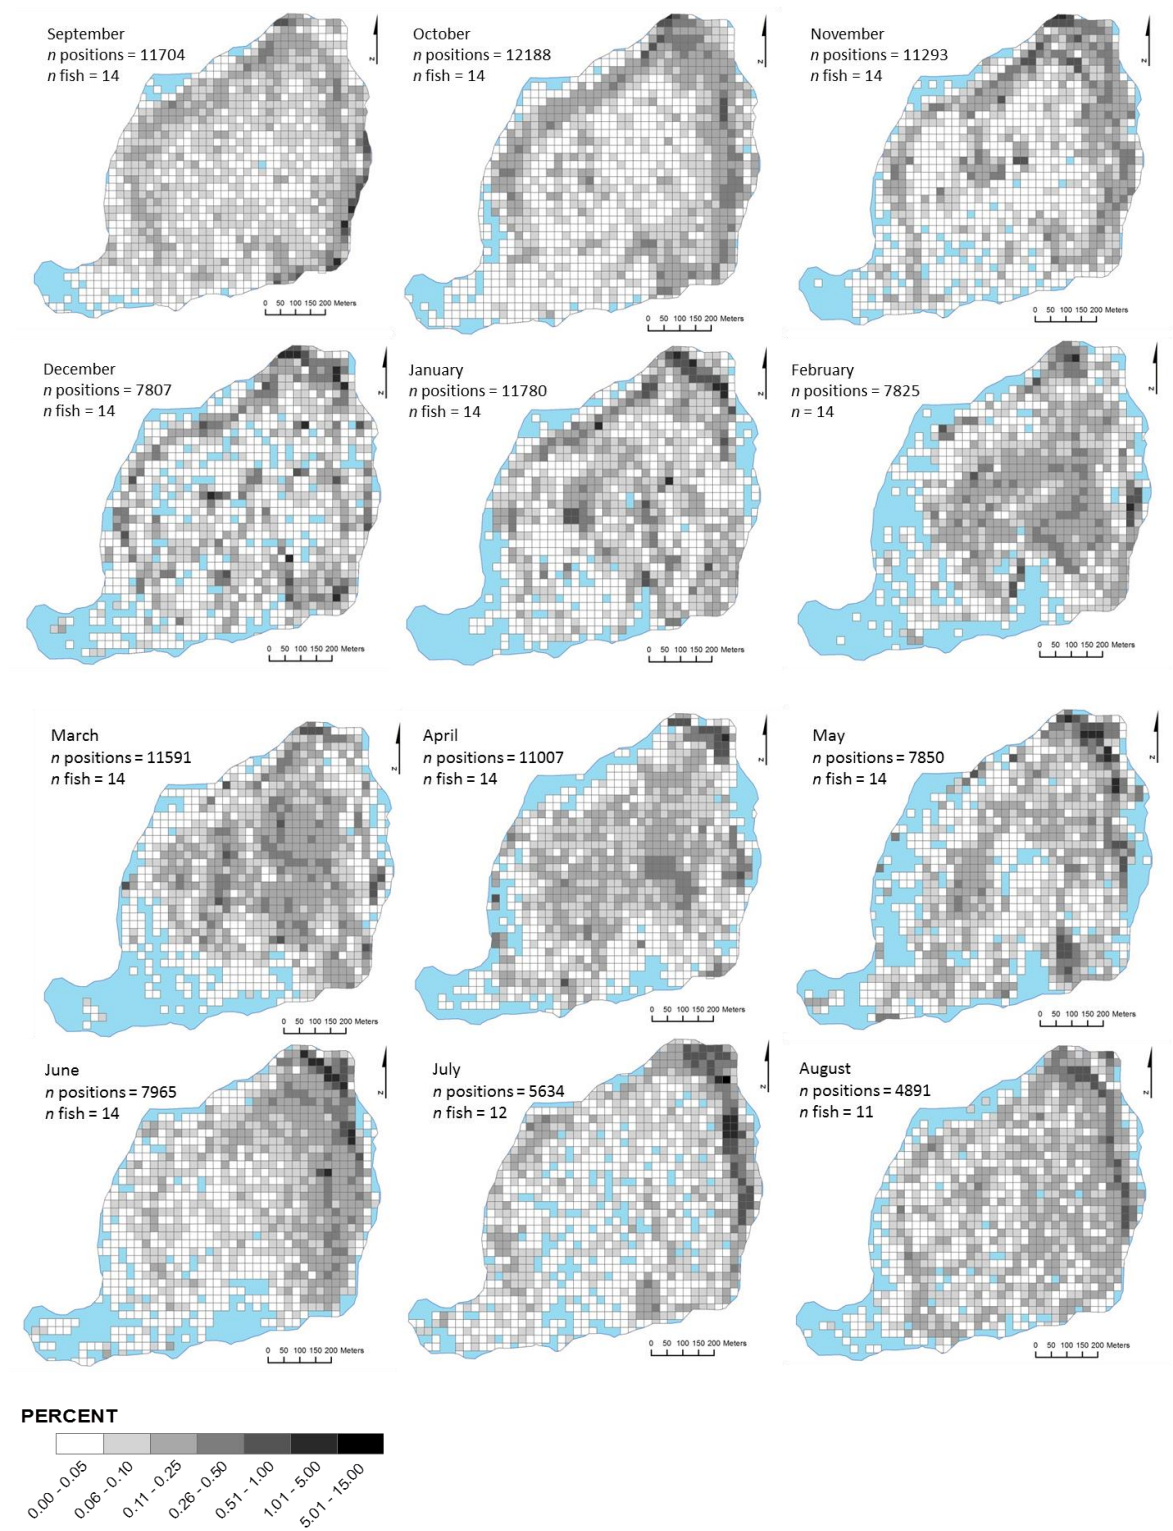 September
n positions = 11704
n fish = 14
N
0 50 100 150 200 Meters
October
n positions = 12188
n fish = 14
N
0 50 100 150 200 Meters
November
n positions = 11293
n fish = 14
N
0 50 100 150 200 Meters
December
n positions = 7807
n fish = 14
N
0 50 100 150 200 Meters
January
n positions = 11780
n fish = 14
N
0 50 100 150 200 Meters
February
n positions = 7825
n = 14
N
0 50 100 150 200 Meters
March
n positions = 11591
n fish = 14
N
0 50 100 150 200 Meters
April
n positions = 11007
n fish = 14
N
0 50 100 150 200 Meters
May
n positions = 7850
n fish = 14
N
0 50 100 150 200 Meters
June
n positions = 7965
n fish = 14
N
0 50 100 150 200 Meters
July
n positions = 5634
n fish = 12
N
0 50 100 150 200 Meters
August
n positions = 4891
n fish = 11
N
0 50 100 150 200 Meters
PERCENT
0.00 - 0.05
0.06 - 0.10
0.11 - 0.25
0.26 - 0.50
0.51 - 1.00
1.01 - 5.00
5.01 - 15.00